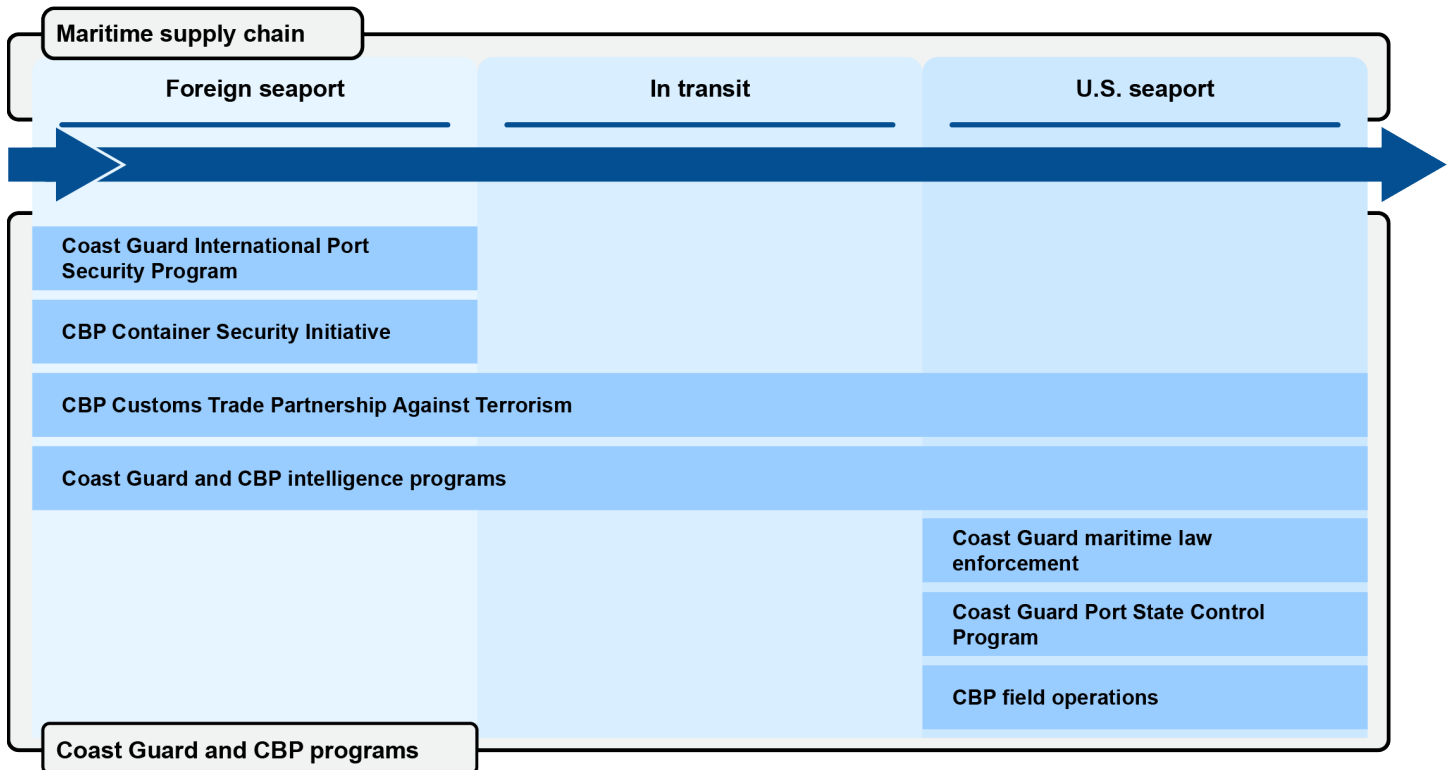 Maritime supply chain
Foreign seaport
In transit
U.S. seaport
Coast Guard International Port
Security Program
CBP Container Security Initiative
CBP Customs Trade Partnership Against Terrorism
Coast Guard and CBP intelligence programs
Coast Guard maritime law
enforcement
Coast Guard Port State Control
Program
CBP field operations
Coast Guard and CBP programs